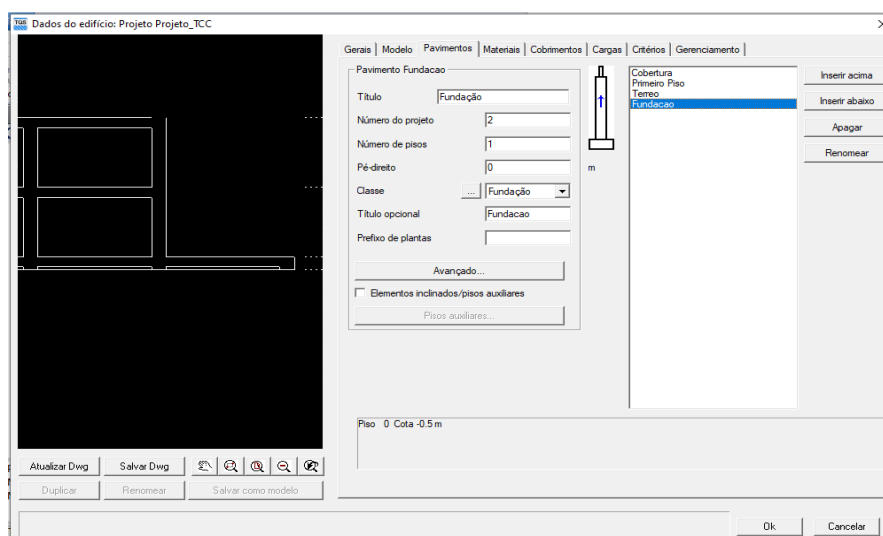 TQS Dados do edifício: Projeto Projeto_TCC
Gerais Modelo Pavimentos Materiais Cobrimentos Cargas Critérios Gerenciamento
Pavimento Fundacao
Título Fundação
Número do projeto 2
Número de pisos 1
Pé-direito 0 m
Classe ... Fundação
Título opcional Fundacao
Prefixo de plantas
Avançado...
Elementos inclinados/pisos auxiliares
Pisos auxiliares...
Cobertura
Primeiro Piso
Terreo
Fundacao
Inserir acima
Inserir abaixo
Apagar
Renomear
Piso 0 Cota -0.5 m
Atualizar Dwg Salvar Dwg
Duplicar Renomear Salvar como modelo
Ok Cancelar